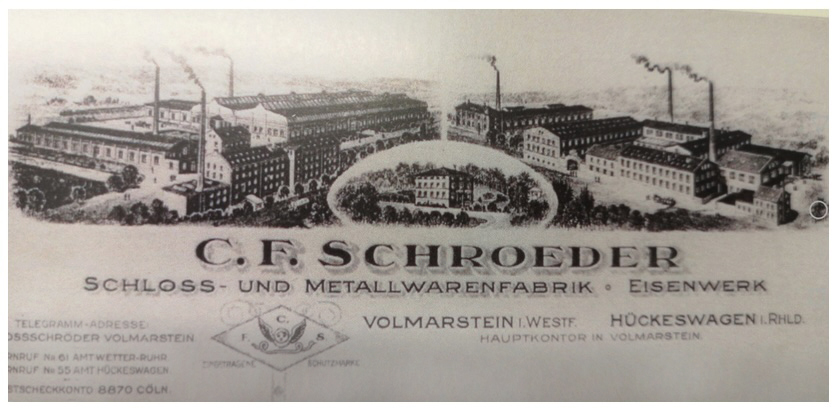 C. F. SCHROEDER
SCHLOSS- UND METALLWARENFABRIK ◦ EISENWERK
VOLMARSTEIN I. WESTF. HÜCKESWAGEN I. RHLD.
HAUPTKONTOR IN VOLMARSTEIN.
TELEGRAMM-ADRESSE:
OSSSCHRÖDER VOLMARSTEIN
RNRUF No 61 AMT WETTER-RUHR
RNRUF No 55 AMT HÜCKESWAGEN
STSCHECKKONTO 8870 CÖLN.
C.
F. S.
SCHUTZMARKE